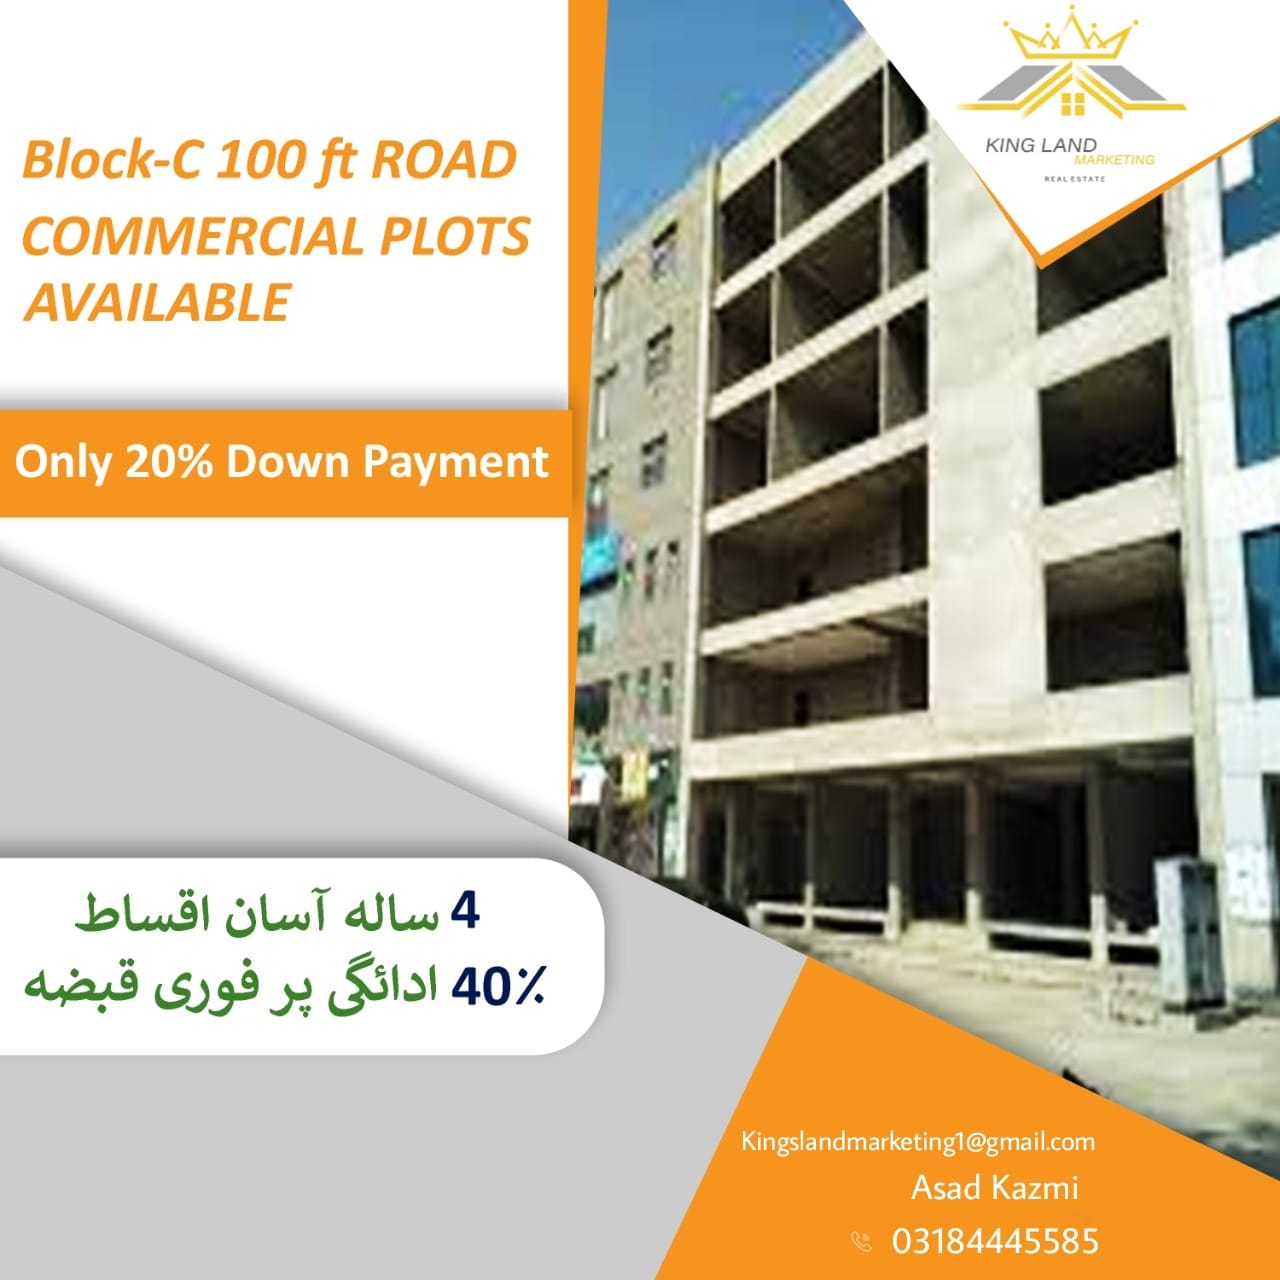 KING LAND
MARKETING
REAL ESTATE
Block-C 100 ft ROAD
COMMERCIAL PLOTS
AVAILABLE
Only 20% Down Payment
4 سالہ آسان اقساط
40٪ ادائگی پر فوری قبضہ
Kingslandmarketing1@gmail.com
Asad Kazmi
03184445585